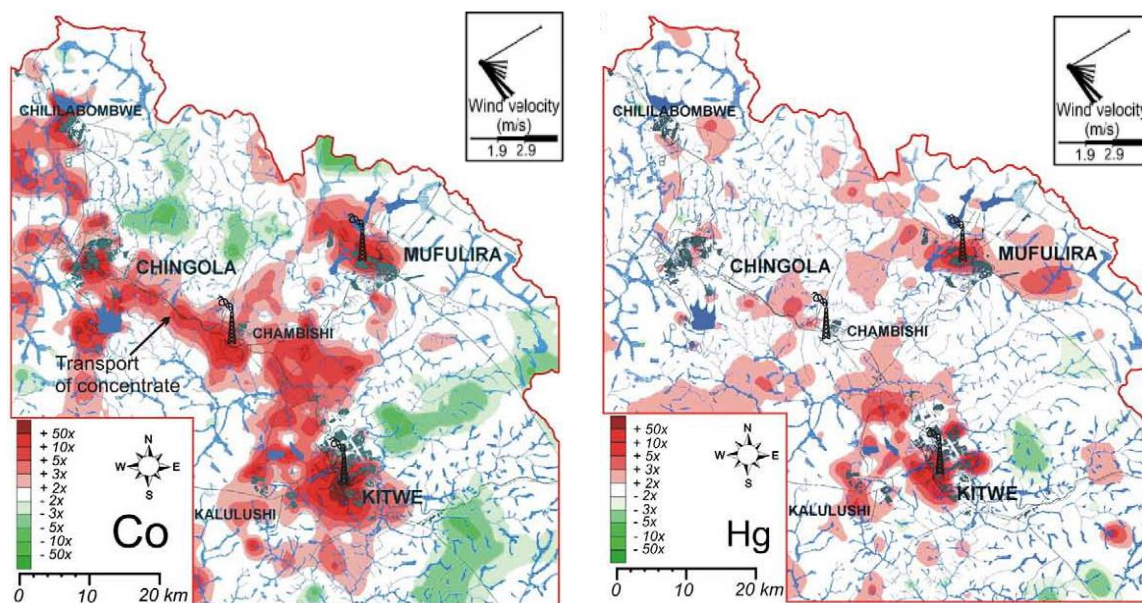 Wind velocity
(m/s)
1.9 2.9
CHILILABOMBWE
CHINGOLA
MUFULIRA
CHAMBISHI
Transport
of concentrate
KITWE
KALULUSHI
+ 50x
+ 10x
+ 5x
+ 3x
+ 2x
- 2x
- 3x
- 5x
- 10x
- 50x
N
W E
S
Co
0 10 20 km
Wind velocity
(m/s)
1.9 2.9
CHILILABOMBWE
CHINGOLA
MUFULIRA
CHAMBISHI
KITWE
KALULUSHI
+ 50x
+ 10x
+ 5x
+ 3x
+ 2x
- 2x
- 3x
- 5x
- 10x
- 50x
N
W E
S
Hg
0 10 20 km